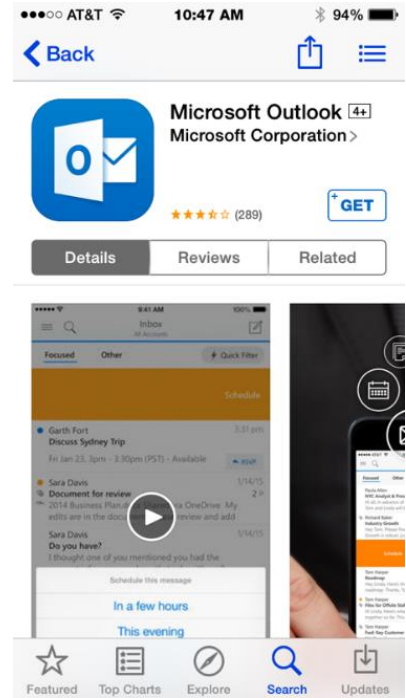 AT&T 10:47 AM 94%
Back
Microsoft Outlook 4+
Microsoft Corporation >
(289)
+ GET
Details Reviews Related
9:41 AM 100%
Inbox
All Accounts
Focused Other Quick Filter
Schedule
Garth Fort 3:31 pm
Discuss Sydney Trip
Fri Jan 23, 3pm - 3:30pm (PST) - Available RSVP
Sara Davis 1/14/15
Document for review 2
2014 Business Plan OneDrive My
edits are in the review and add
Sara Davis 1/14/15
Do you have?
I thought one of you mentioned you had the
Schedule this message
In a few hours
This evening
Focused Other
Schedule
Tom Harper
Roadmap
Featured Top Charts Explore Search Updates